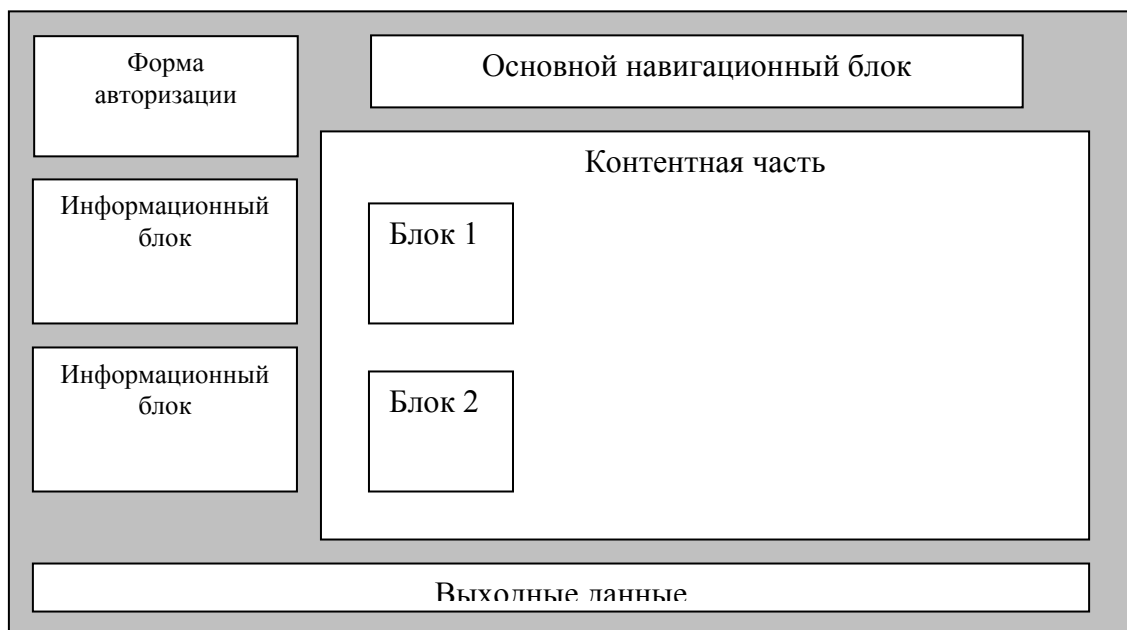 Форма
авторизации
Основной навигационный блок
Информационный
блок
Информационный
блок
Контентная часть
Блок 1
Блок 2
Выходные данные